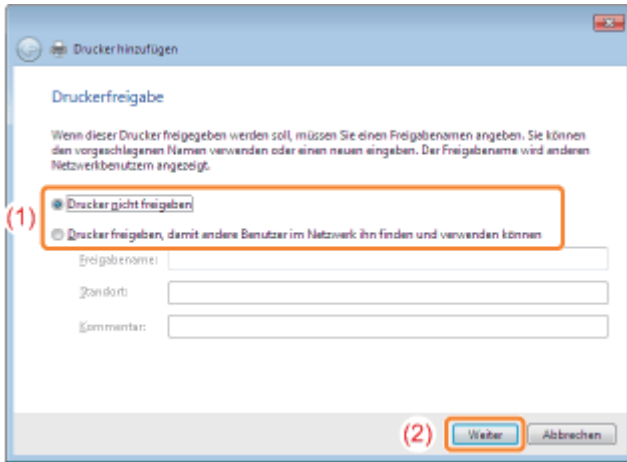 Drucker hinzufügen
Druckerfreigabe
Wenn dieser Drucker freigegeben werden soll, müssen Sie einen Freigabenamen angeben. Sie können
den vorgeschlagenen Namen verwenden oder einen neuen eingeben. Der Freigabename wird anderen
Netzwerkbenutzern angezeigt.
(1)
Drucker nicht freigeben
Drucker freigeben, damit andere Benutzer im Netzwerk ihn finden und verwenden können
Freigabename:
Standort:
Kommentar:
(2) Weiter Abbrechen